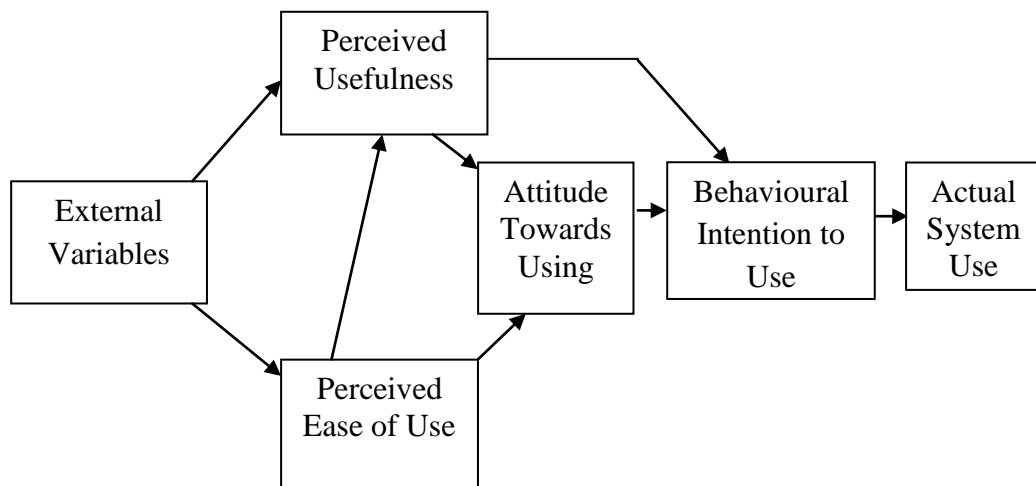 Perceived
Usefulness
External
Variables
Attitude
Towards
Using
Behavioural
Intention to
Use
Actual
System
Use
Perceived
Ease of Use